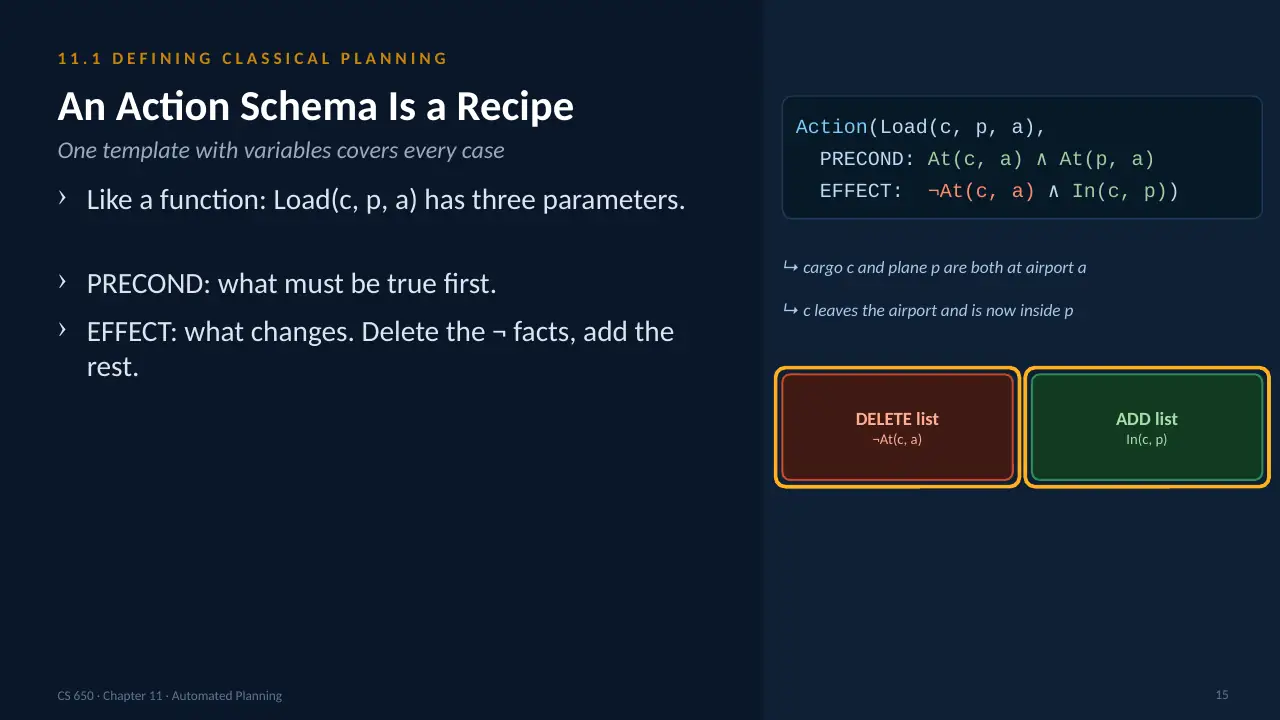 11.1 DEFINING CLASSICAL PLANNING
An Action Schema Is a Recipe
One template with variables covers every case
› Like a function: Load(c, p, a) has three parameters.
› PRECOND: what must be true first.
› EFFECT: what changes. Delete the ¬ facts, add the
rest.
Action(Load(c, p, a),
PRECOND: At(c, a) ∧ At(p, a)
EFFECT: ¬At(c, a) ∧ In(c, p))
↪ cargo c and plane p are both at airport a
↪ c leaves the airport and is now inside p
DELETE list
¬At(c, a)
ADD list
In(c, p)
CS 650 · Chapter 11 · Automated Planning
15